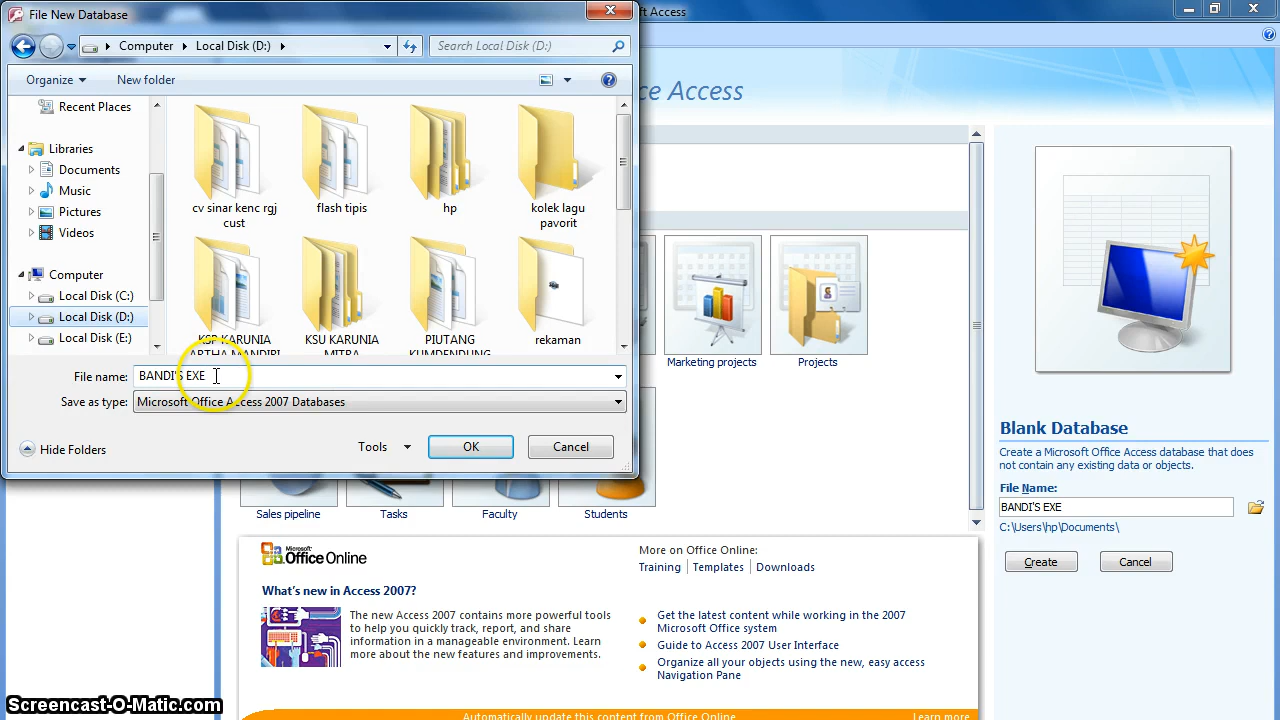 File New Database
soft Access
Computer
Local Disk (D:)
Search Local Disk (D:)
Organize
New folder
ce Access
Recent Places
Libraries
Documents
Music
Pictures
Videos
Computer
Local Disk (C:)
Local Disk (D:)
Local Disk (E:)
cv sinar kenc rgj
cust
flash tipis
hp
kolek lagu
pavorit
KSP KARUNIA
ARTHA MANDIRI
KSU KARUNIA
MITRA
PIUTANG
KUMDENDUNG
rekaman
File name:
BANDI'S EXE
Save as type:
Microsoft Office Access 2007 Databases
Hide Folders
Tools
OK
Cancel
Marketing projects
Projects
Sales pipeline
Tasks
Faculty
Students
Blank Database
Create a Microsoft Office Access database that does
not contain any existing data or objects.
File Name:
BANDI'S EXE
C:\Users\hp\Documents\
Create
Cancel
Microsoft
Office Online
More on Office Online:
Training | Templates | Downloads
What's new in Access 2007?
The new Access 2007 contains more powerful tools
to help you quickly track, report, and share
information in a manageable environment. Learn
more about the new features and improvements.
Get the latest content while working in the 2007
Microsoft Office system
Guide to Access 2007 User Interface
Organize all your objects using the new, easy access
Navigation Pane
Automatically update this content from Office Online
Learn more
Screencast-O-Matic.com